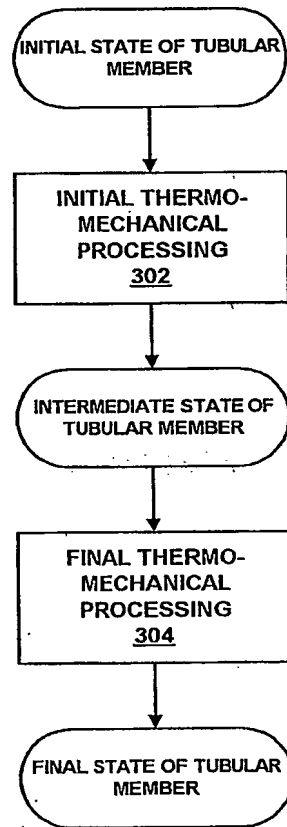 INITIAL STATE OF TUBULAR
MEMBER
INITIAL THERMO-
MECHANICAL
PROCESSING
302
INTERMEDIATE STATE OF
TUBULAR MEMBER
FINAL THERMO-
MECHANICAL
PROCESSING
304
FINAL STATE OF TUBULAR
MEMBER